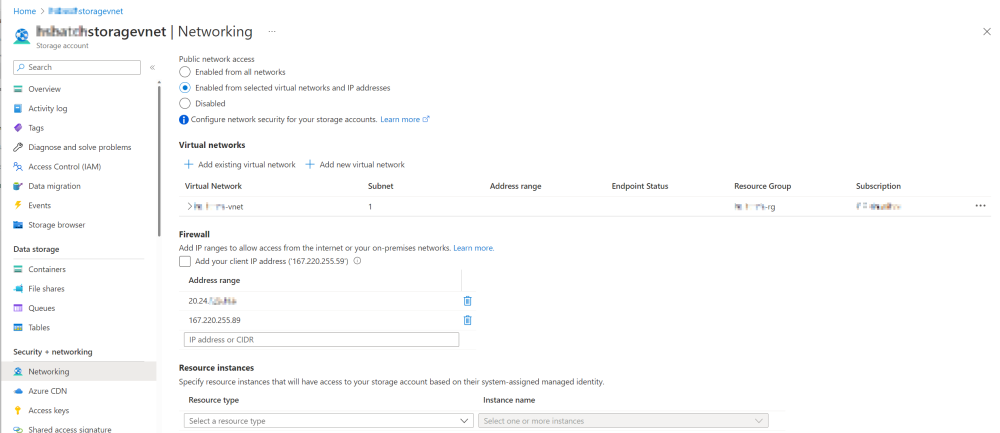 Home > storagevnet
storagevnet | Networking ...
Storage account
Search
Overview
Activity log
Tags
Diagnose and solve problems
Access Control (IAM)
Data migration
Events
Storage browser
Data storage
Containers
File shares
Queues
Tables
Security + networking
Networking
Azure CDN
Access keys
Shared access signature
Public network access
Enabled from all networks
Enabled from selected virtual networks and IP addresses
Disabled
Configure network security for your storage accounts. Learn more
Virtual networks
Add existing virtual network Add new virtual network
Virtual Network Subnet Address range Endpoint Status Resource Group Subscription
-vnet 1 -rg
Firewall
Add IP ranges to allow access from the internet or your on-premises networks. Learn more.
Add your client IP address ('167.220.255.59')
Address range
20.24.
167.220.255.89
IP address or CIDR
Resource instances
Specify resource instances that will have access to your storage account based on their system-assigned managed identity.
Resource type Instance name
Select a resource type Select one or more instances